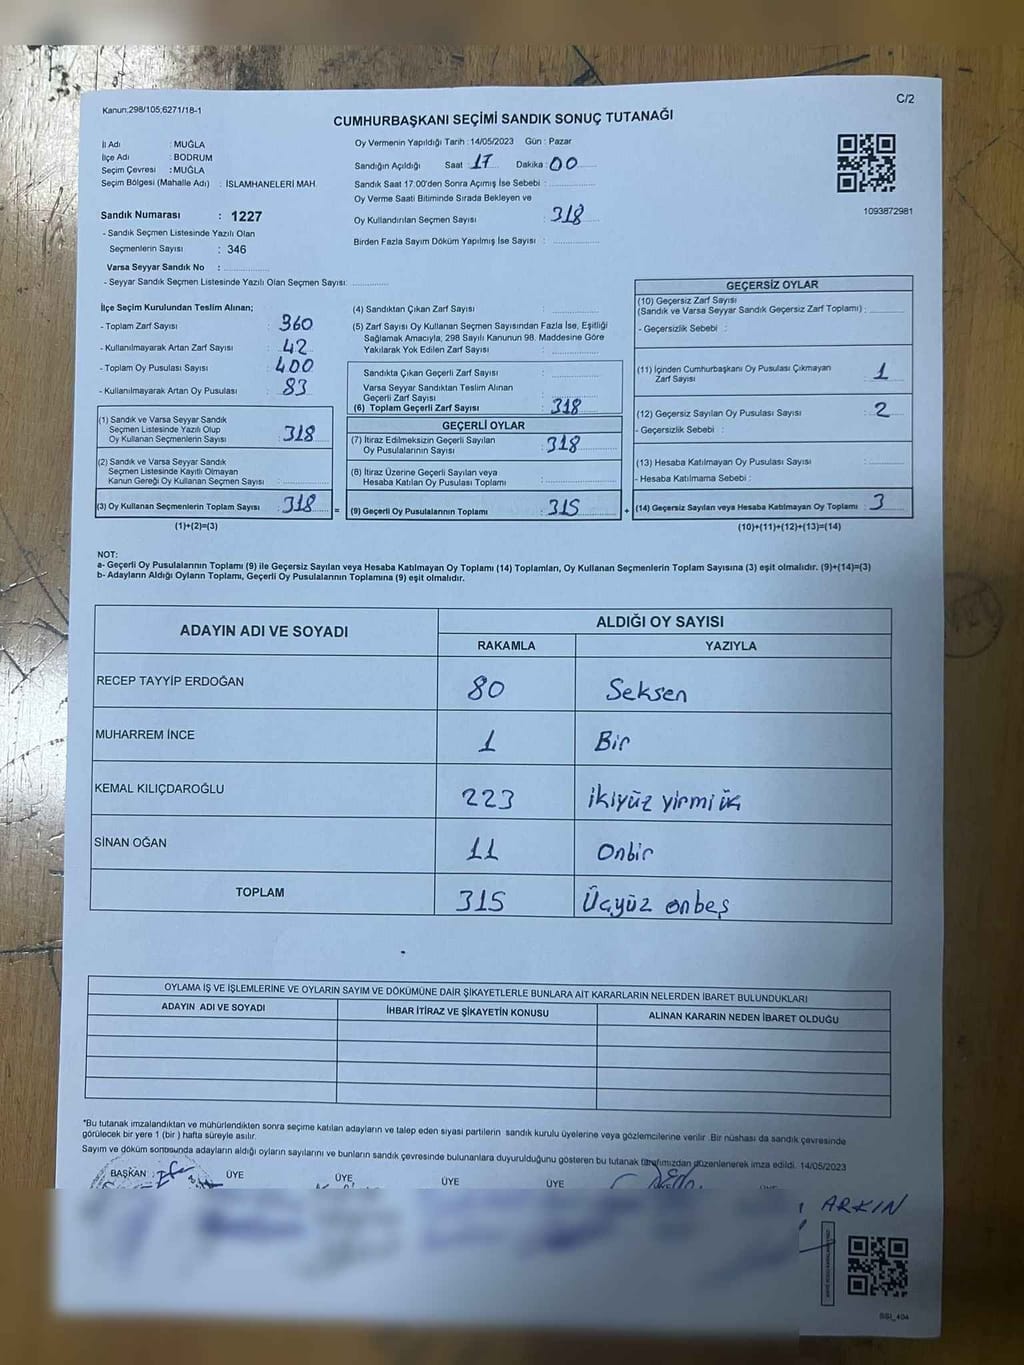 Kanun;298/105;6271/18-1
C/2
CUMHURBAŞKANI SEÇİMİ SANDIK SONUÇ TUTANAĞI
İl Adı : MUĞLA
İlçe Adı : BODRUM
Seçim Çevresi : MUĞLA
Seçim Bölgesi (Mahalle Adı) : İSLAMHANELERİ MAH.
Oy Vermenin Yapıldığı Tarih : 14/05/2023 Gün : Pazar
Sandığın Açıldığı Saat : 17 Dakika : 00
Sandık Saat 17:00'den Sonra Açımış İse Sebebi :
Oy Verme Saati Bitiminde Sırada Bekleyen ve
Oy Kullandırılan Seçmen Sayısı : 318
Birden Fazla Sayım Döküm Yapılmış İse Sayısı :
1093872981
Sandık Numarası : 1227
- Sandık Seçmen Listesinde Yazılı Olan
Seçmenlerin Sayısı : 346
Varsa Seyyar Sandık No :
- Seyyar Sandık Seçmen Listesinde Yazılı Olan Seçmen Sayısı:
İlçe Seçim Kurulundan Teslim Alınan;
- Toplam Zarf Sayısı : 360
- Kullanılmayarak Artan Zarf Sayısı : 42
- Toplam Oy Pusulası Sayısı : 400
- Kullanılmayarak Artan Oy Pusulası : 83
(1) Sandık ve Varsa Seyyar Sandık
Seçmen Listesinde Yazılı Olup
Oy Kullanan Seçmenlerin Sayısı : 318
(2) Sandık ve Varsa Seyyar Sandık
Seçmen Listesinde Kayıtlı Olmayan
Kanun Gereği Oy Kullanan Seçmen Sayısı :
(3) Oy Kullanan Seçmenlerin Toplam Sayısı : 318
(1)+(2)=(3)
(4) Sandıktan Çıkan Zarf Sayısı :
(5) Zarf Sayısı Oy Kullanan Seçmen Sayısından Fazla İse, Eşitliği
Sağlamak Amacıyla, 298 Sayılı Kanunun 98. Maddesine Göre
Yakılarak Yok Edilen Zarf Sayısı :
Sandıkta Çıkan Geçerli Zarf Sayısı :
Varsa Seyyar Sandıktan Teslim Alınan
Geçerli Zarf Sayısı :
(6) Toplam Geçerli Zarf Sayısı : 318
GEÇERLİ OYLAR
(7) İtiraz Edilmeksizin Geçerli Sayılan
Oy Pusulalarının Sayısı : 318
(8) İtiraz Üzerine Geçerli Sayılan veya
Hesaba Katılan Oy Pusulası Toplamı :
= (9) Geçerli Oy Pusulalarının Toplamı : 315
GEÇERSİZ OYLAR
(10) Geçersiz Zarf Sayısı
(Sandık ve Varsa Seyyar Sandık Geçersiz Zarf Toplamı) :
- Geçersizlik Sebebi :
(11) İçinden Cumhurbaşkanı Oy Pusulası Çıkmayan
Zarf Sayısı : 1
(12) Geçersiz Sayılan Oy Pusulası Sayısı : 2
- Geçersizlik Sebebi :
(13) Hesaba Katılmayan Oy Pusulası Sayısı :
- Hesaba Katılmama Sebebi :
+ (14) Geçersiz Sayılan veya Hesaba Katılmayan Oy Toplamı : 3
(10)+(11)+(12)+(13)=(14)
NOT:
a- Geçerli Oy Pusulalarının Toplamı (9) ile Geçersiz Sayılan veya Hesaba Katılmayan Oy Toplamı (14) Toplamları, Oy Kullanan Seçmenlerin Toplam Sayısına (3) eşit olmalıdır. (9)+(14)=(3)
b- Adayların Aldığı Oyların Toplamı, Geçerli Oy Pusulalarının Toplamına (9) eşit olmalıdır.
ADAYIN ADI VE SOYADI
ALDIĞI OY SAYISI
RAKAMLA YAZIYLA
RECEP TAYYİP ERDOĞAN 80 Seksen
MUHARREM İNCE 1 Bir
KEMAL KILIÇDAROĞLU 223 ikiyüz yirmi üç
SİNAN OĞAN 11 Onbir
TOPLAM 315 Üçyüz onbeş
OYLAMA İŞ VE İŞLEMLERİNE VE OYLARIN SAYIM VE DÖKÜMÜNE DAİR ŞİKAYETLERLE BUNLARA AİT KARARLARIN NELERDEN İBARET BULUNDUKLARI
ADAYIN ADI VE SOYADI İHBAR İTİRAZ VE ŞİKAYETİN KONUSU ALINAN KARARIN NEDEN İBARET OLDUĞU
*Bu tutanak imzalandıktan ve mühürlendikten sonra seçime katılan adayların ve talep eden siyasi partilerin sandık kurulu üyelerine veya gözlemcilerine verilir. Bir nüshası da sandık çevresinde
görülecek bir yere 1 (bir) hafta süreyle asılır.
Sayım ve döküm sonucunda adayların aldığı oyların sayılarını ve bunların sandık çevresinde bulunanlara duyurulduğunu gösteren bu tutanak tarafımızdan düzenlenerek imza edildi. 14/05/2023
BAŞKAN ÜYE ÜYE ÜYE ÜYE
ARKIN
SSI_404